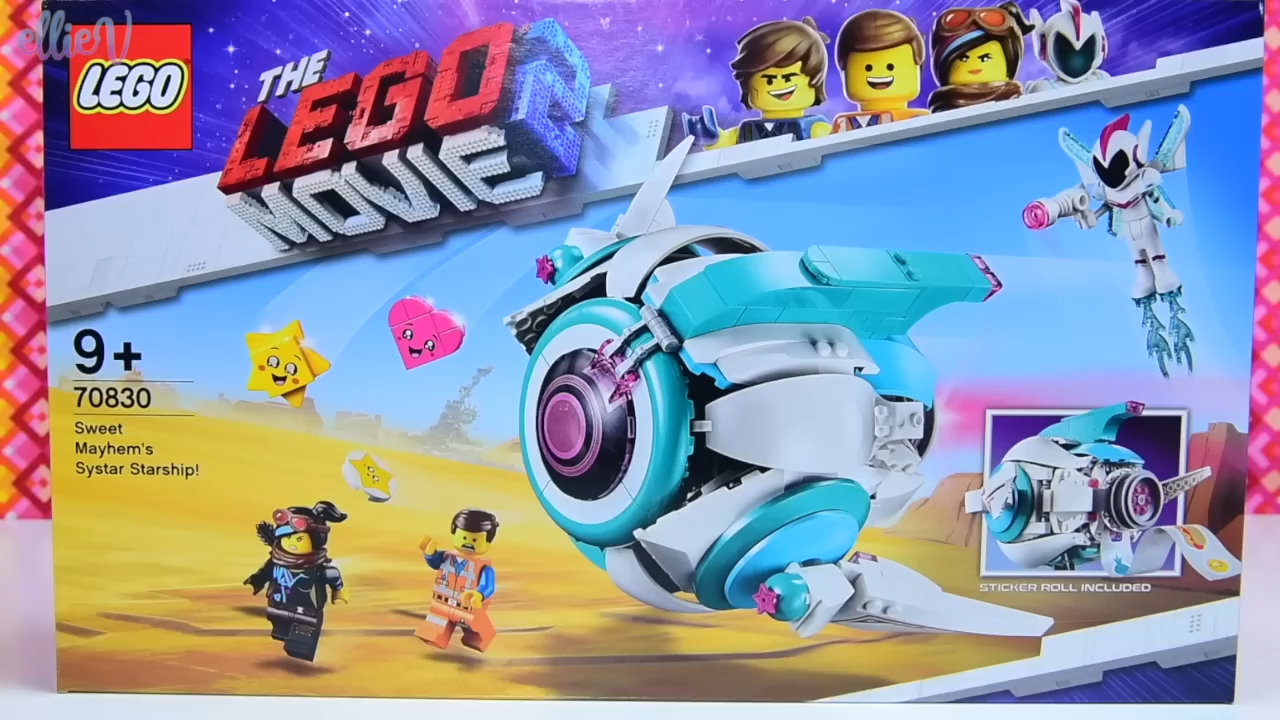 ellieV
LEGO
THE
LEGO
MOVIE 2
9+
70830
Sweet
Mayhem's
Systar Starship!
STICKER ROLL INCLUDED